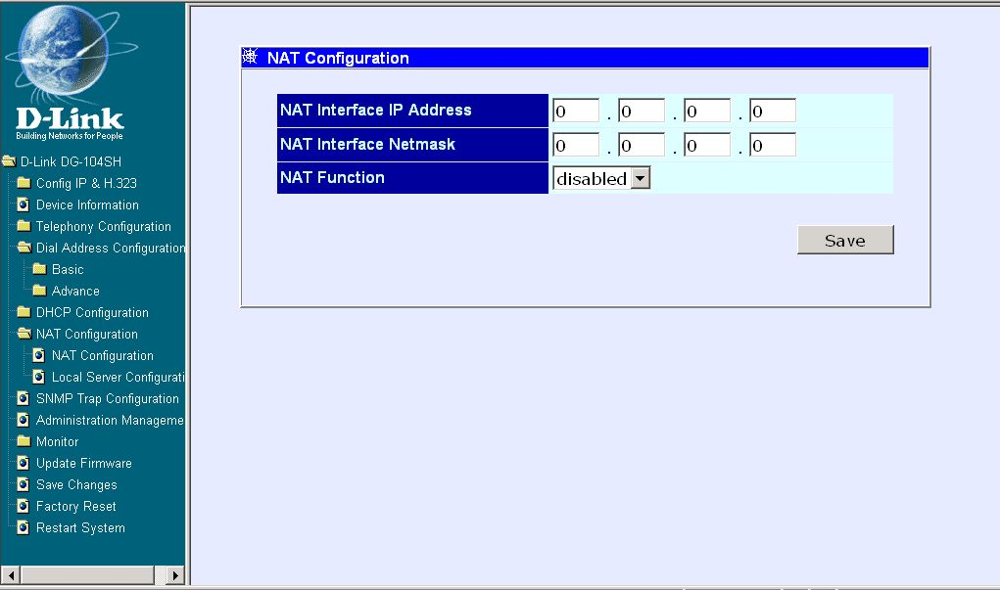 D-Link
Building Networks for People
D-Link DG-104SH
Config IP & H.323
Device Information
Telephony Configuration
Dial Address Configuration
Basic
Advance
DHCP Configuration
NAT Configuration
NAT Configuration
Local Server Configurati
SNMP Trap Configuration
Administration Manageme
Monitor
Update Firmware
Save Changes
Factory Reset
Restart System
NAT Configuration
NAT Interface IP Address 0 . 0 . 0 . 0
NAT Interface Netmask 0 . 0 . 0 . 0
NAT Function disabled
Save